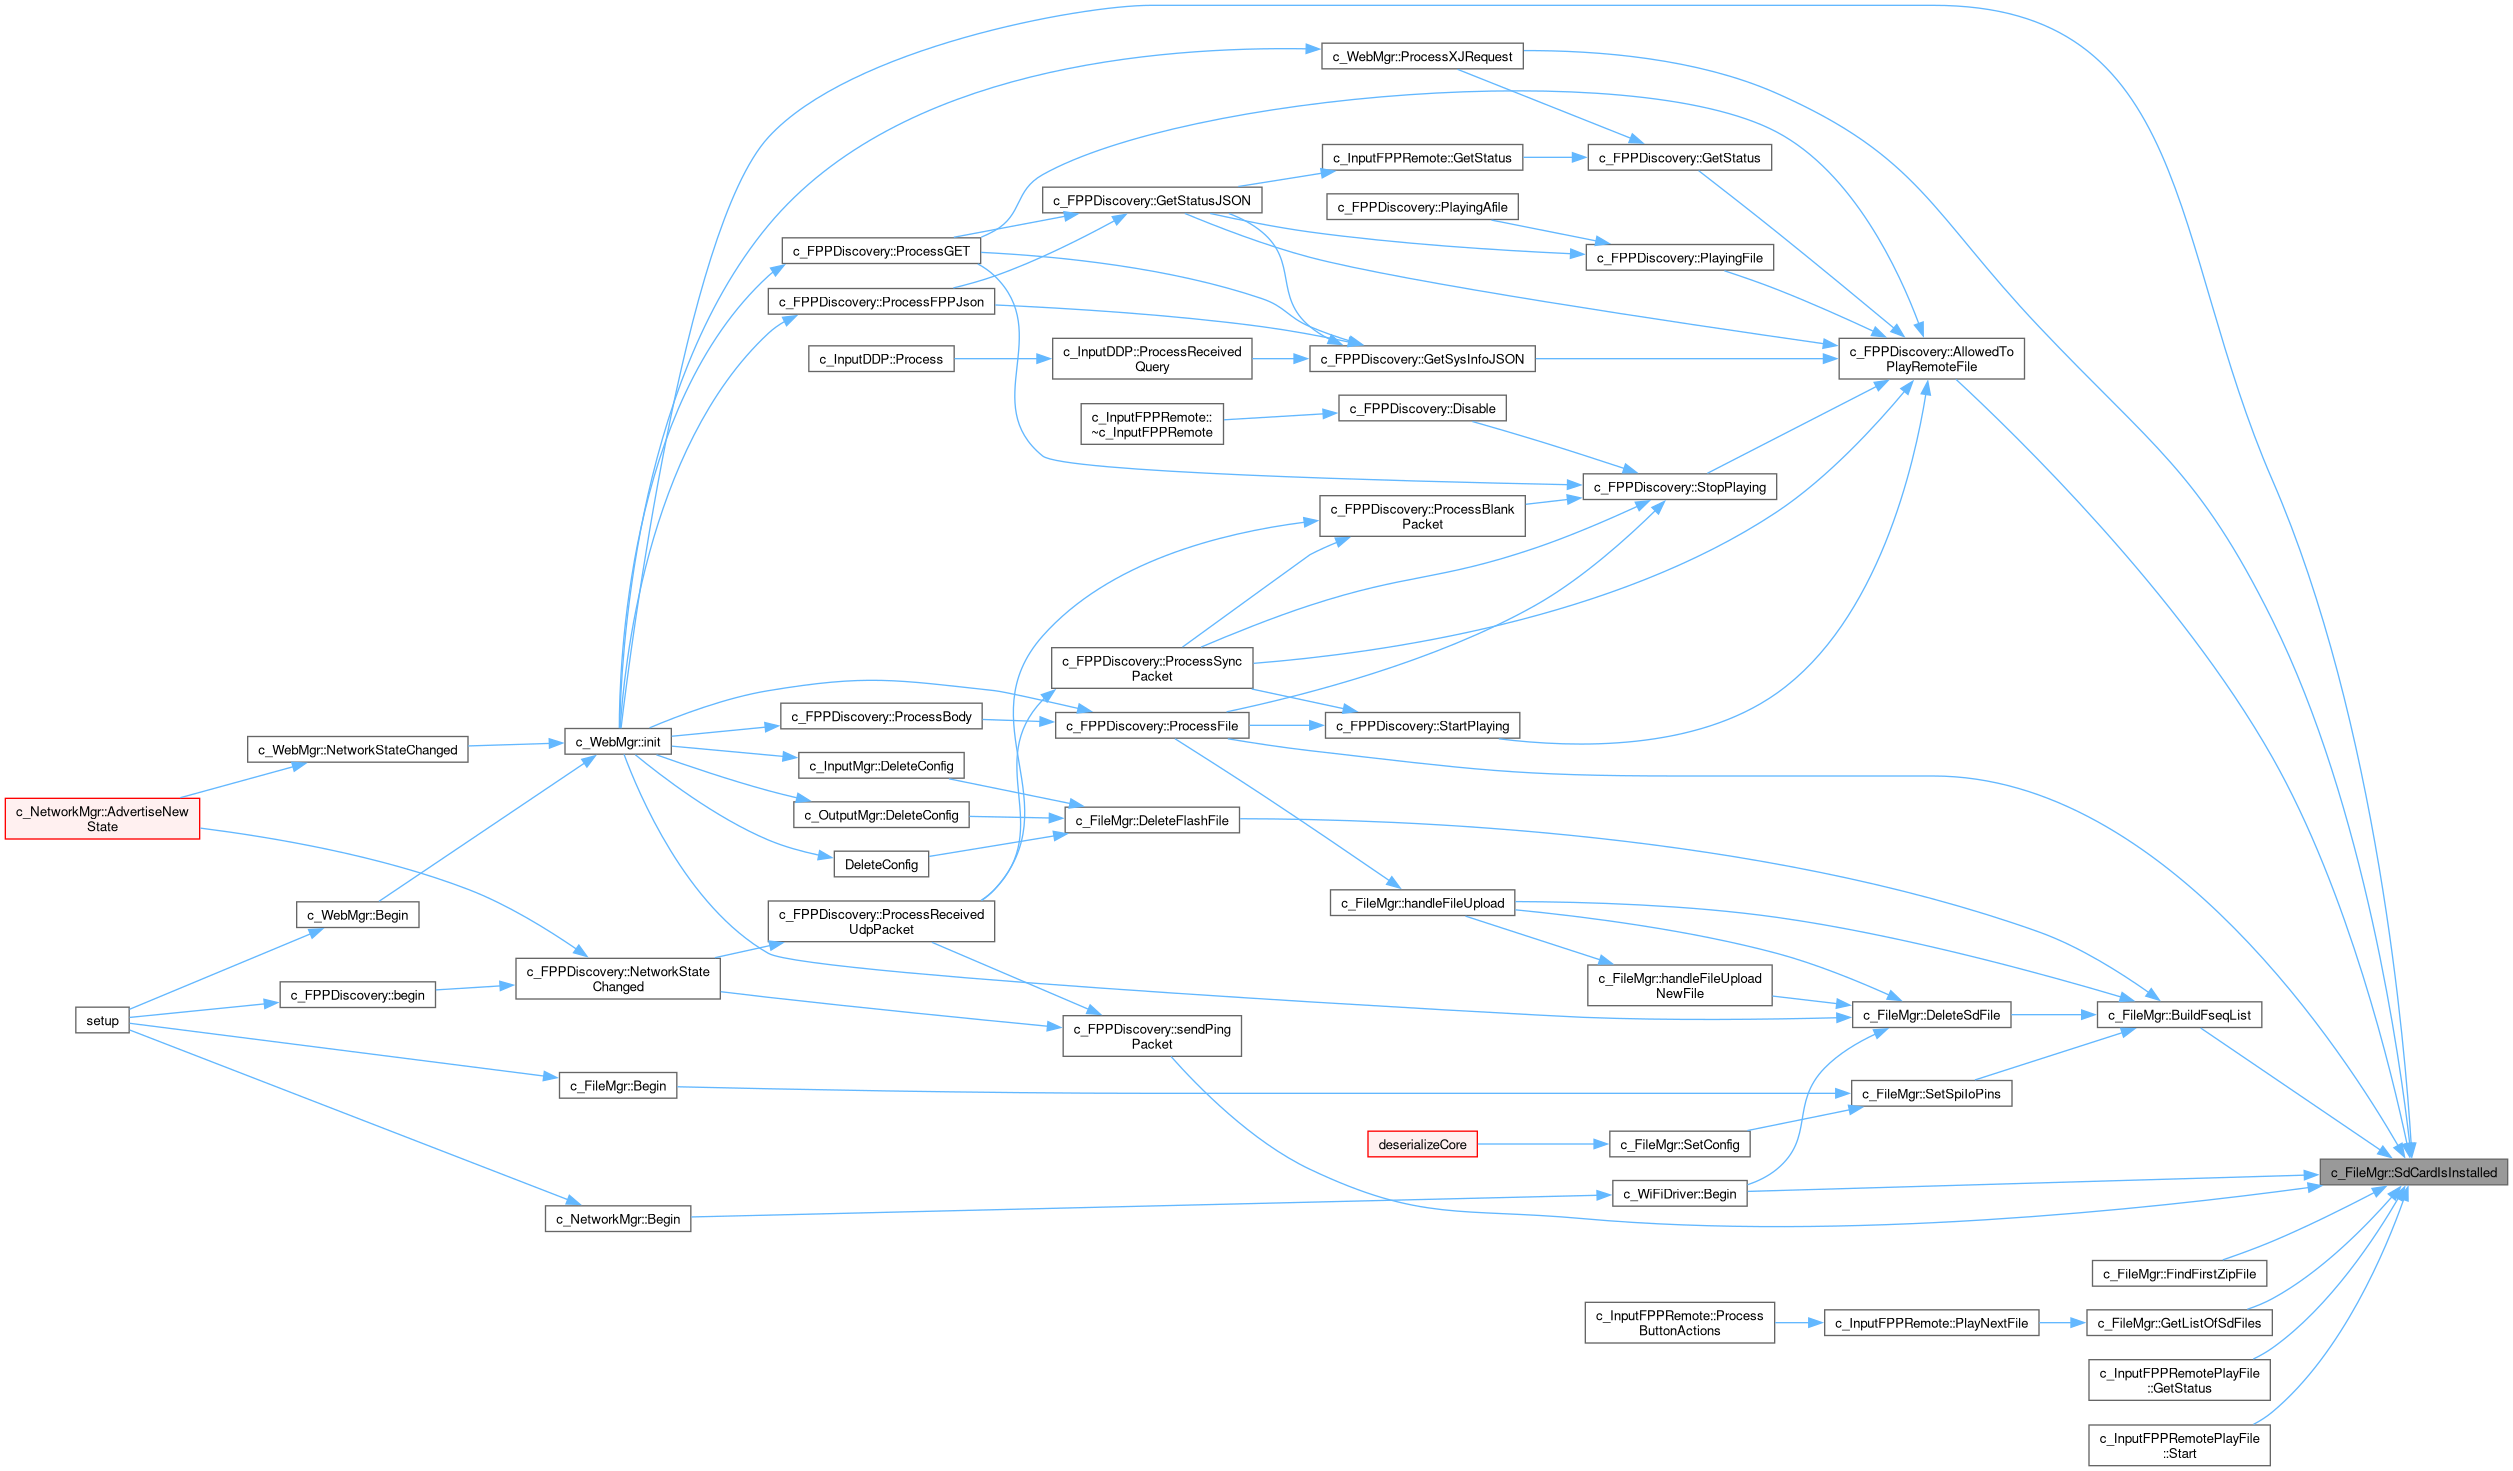 c_WebMgr::ProcessXJRequest
c_InputFPPRemote::GetStatus
c_FPPDiscovery::GetStatus
c_FPPDiscovery::GetStatusJSON
c_FPPDiscovery::PlayingAfile
c_FPPDiscovery::ProcessGET
c_FPPDiscovery::PlayingFile
c_FPPDiscovery::ProcessFPPJson
c_InputDDP::Process
c_InputDDP::ProcessReceived
Query
c_FPPDiscovery::GetSysInfoJSON
c_FPPDiscovery::AllowedTo
PlayRemoteFile
c_InputFPPRemote::
~c_InputFPPRemote
c_FPPDiscovery::Disable
c_FPPDiscovery::StopPlaying
c_FPPDiscovery::ProcessBlank
Packet
c_FPPDiscovery::ProcessSync
Packet
c_WebMgr::NetworkStateChanged
c_WebMgr::init
c_FPPDiscovery::ProcessBody
c_FPPDiscovery::ProcessFile
c_FPPDiscovery::StartPlaying
c_InputMgr::DeleteConfig
c_NetworkMgr::AdvertiseNew
State
c_OutputMgr::DeleteConfig
c_FileMgr::DeleteFlashFile
DeleteConfig
c_WebMgr::Begin
c_FPPDiscovery::ProcessReceived
UdpPacket
c_FileMgr::handleFileUpload
c_FPPDiscovery::NetworkState
Changed
c_FileMgr::handleFileUpload
NewFile
c_FPPDiscovery::begin
setup
c_FPPDiscovery::sendPing
Packet
c_FileMgr::DeleteSdFile
c_FileMgr::BuildFseqList
c_FileMgr::Begin
c_FileMgr::SetSpiIoPins
deserializeCore
c_FileMgr::SetConfig
c_FileMgr::SdCardIsInstalled
c_WiFiDriver::Begin
c_NetworkMgr::Begin
c_FileMgr::FindFirstZipFile
c_InputFPPRemote::Process
ButtonActions
c_InputFPPRemote::PlayNextFile
c_FileMgr::GetListOfSdFiles
c_InputFPPRemotePlayFile
::GetStatus
c_InputFPPRemotePlayFile
::Start